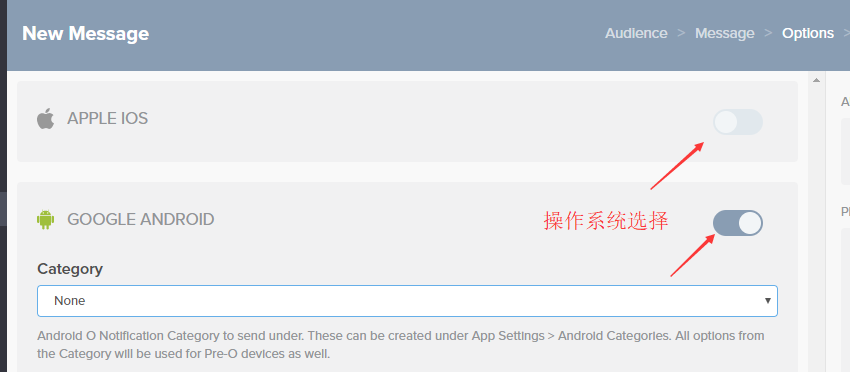 New Message
Audience > Message > Options >
APPLE IOS
GOOGLE ANDROID
操作系统选择
Category
None
Android O Notification Category to send under. These can be created under App Settings > Android Categories. All options from
the Category will be used for Pre-O devices as well.